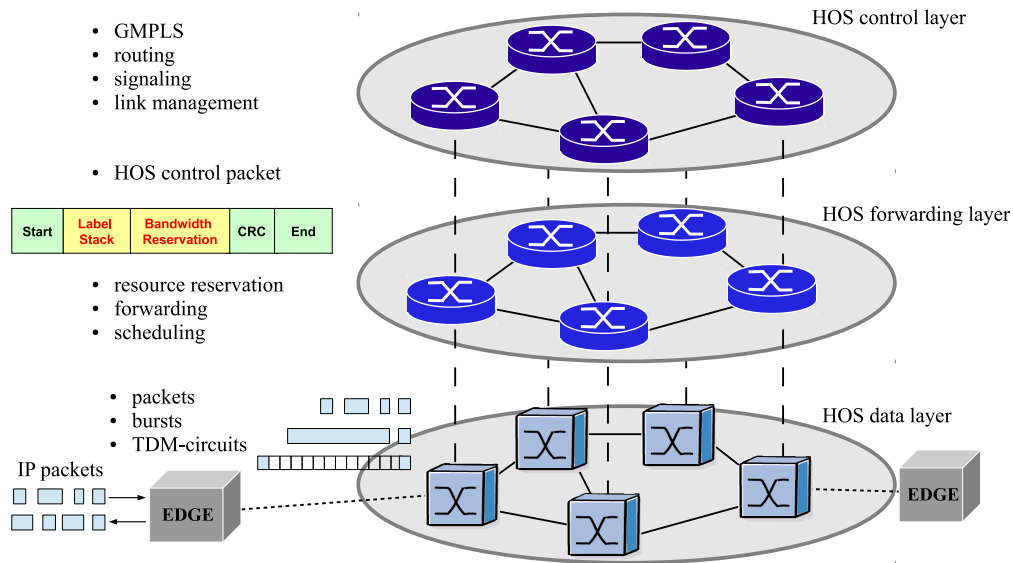 HOS control layer
• GMPLS
• routing
• signaling
• link management
• HOS control packet
HOS forwarding layer
Start
Label
Stack
Bandwidth
Reservation
CRC
End
• resource reservation
• forwarding
• scheduling
• packets
• bursts
• TDM-circuits
HOS data layer
IP packets
EDGE
EDGE